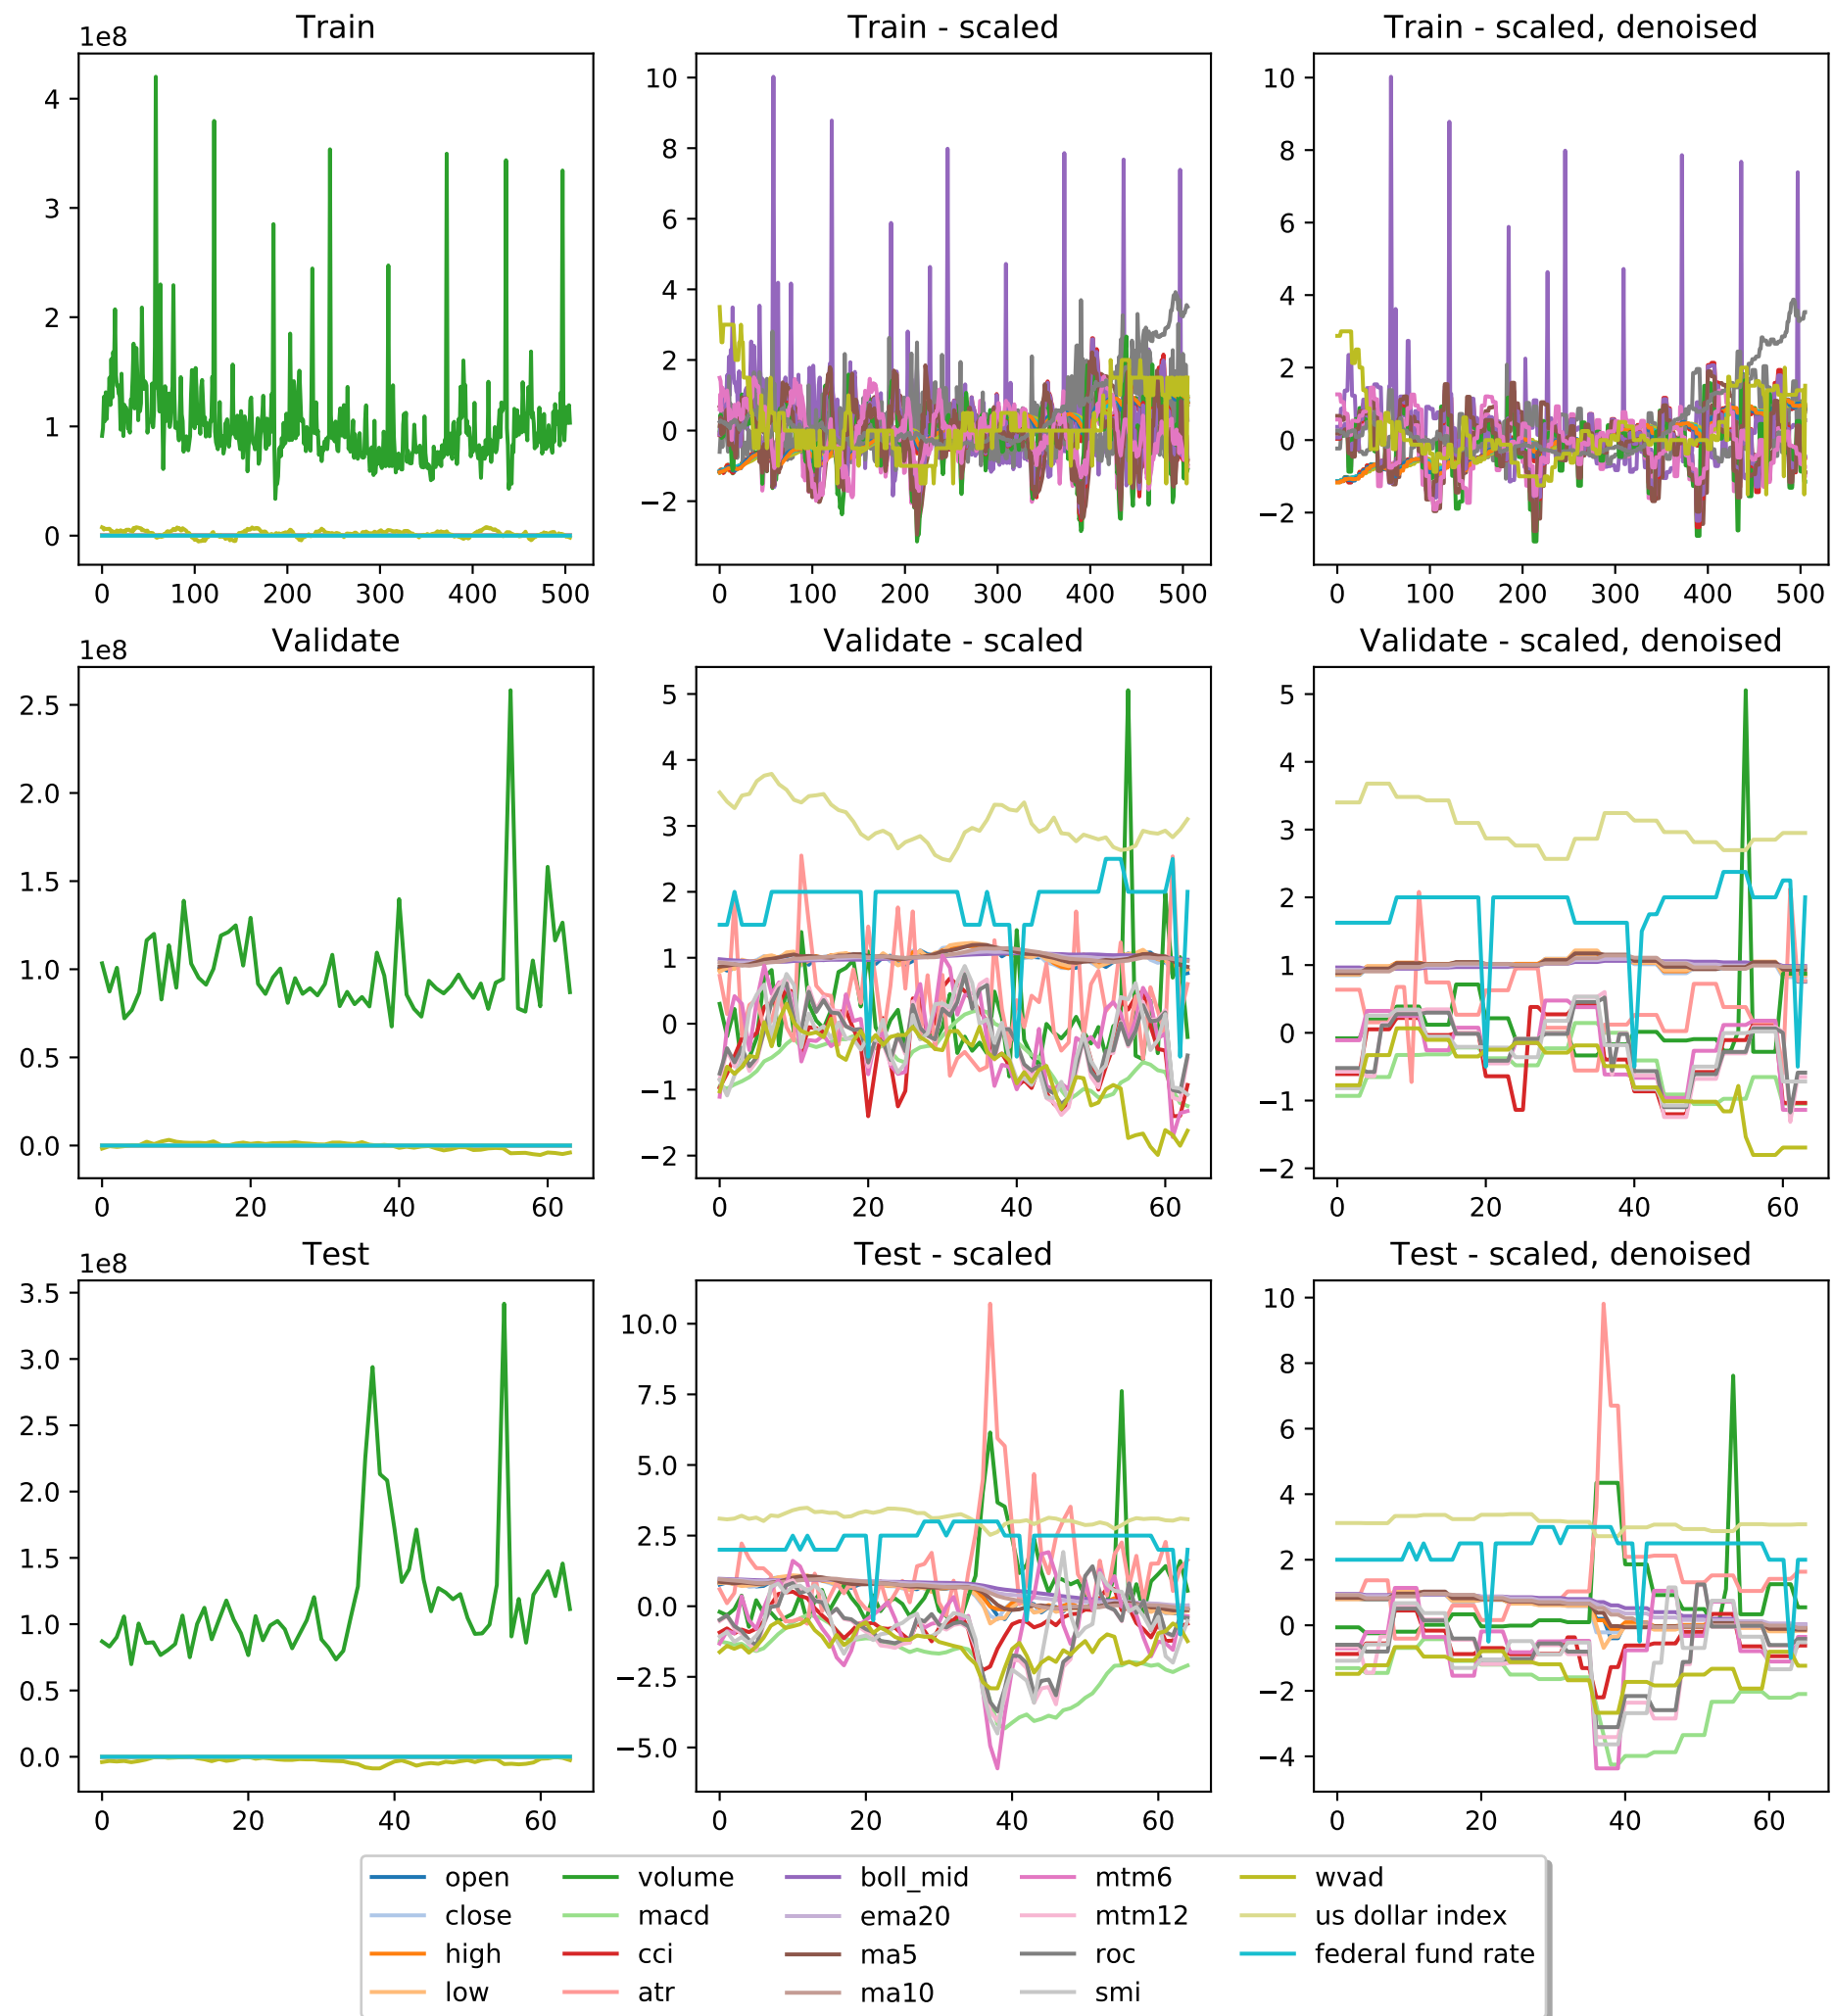 Train
Train - scaled
Train - scaled, denoised
1e8
4
3
2
1
0
0 100 200 300 400 500
10
8
6
4
2
0
−2
0 100 200 300 400 500
10
8
6
4
2
0
−2
0 100 200 300 400 500
Validate
Validate - scaled
Validate - scaled, denoised
1e8
2.5
2.0
1.5
1.0
0.5
0.0
0 20 40 60
5
4
3
2
1
0
−1
−2
0 20 40 60
5
4
3
2
1
0
−1
−2
0 20 40 60
Test
Test - scaled
Test - scaled, denoised
1e8
3.5
3.0
2.5
2.0
1.5
1.0
0.5
0.0
0 20 40 60
10.0
7.5
5.0
2.5
0.0
−2.5
−5.0
0 20 40 60
10
8
6
4
2
0
−2
−4
0 20 40 60
open
close
high
low
volume
macd
cci
atr
boll_mid
ema20
ma5
ma10
mtm6
mtm12
roc
smi
wvad
us dollar index
federal fund rate